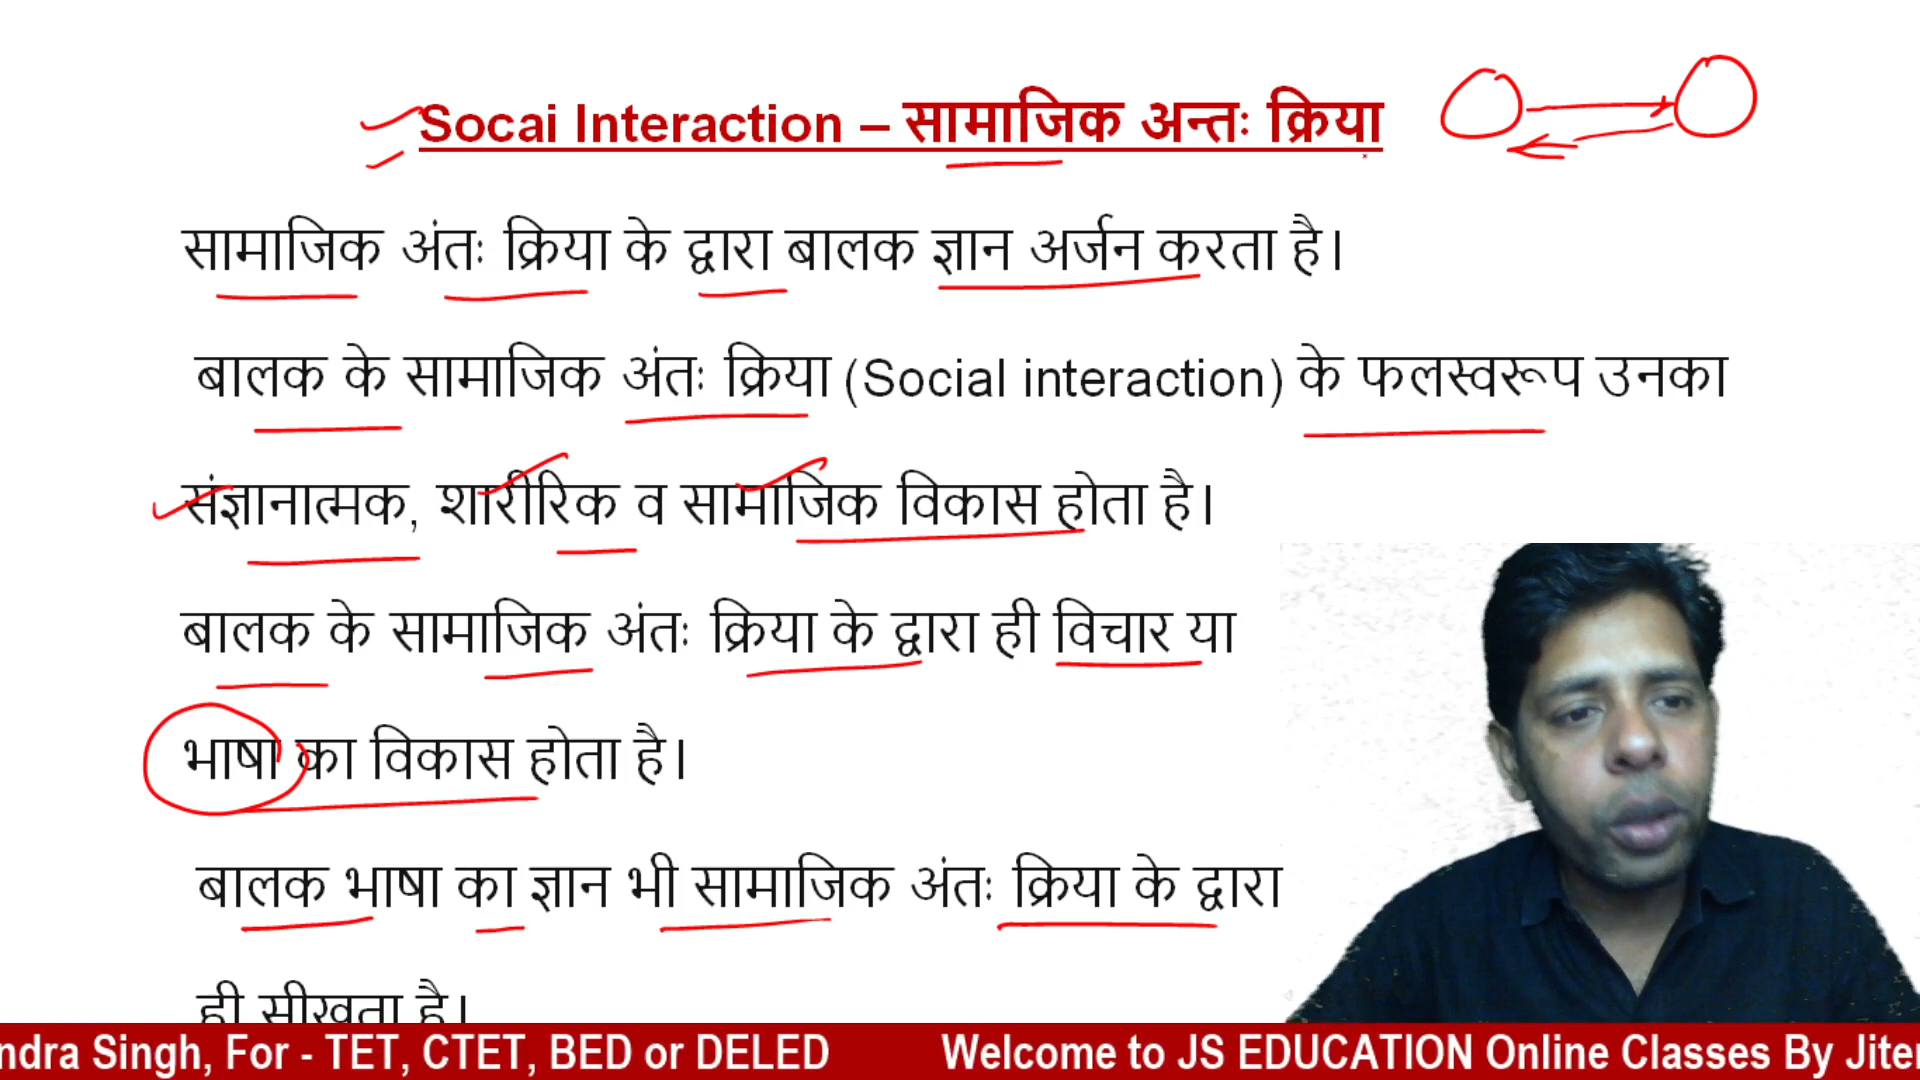 Socai Interaction – सामाजिक अन्तः क्रिया
सामाजिक अंतः क्रिया के द्वारा बालक ज्ञान अर्जन करता है।
बालक के सामाजिक अंतः क्रिया (Social interaction) के फलस्वरूप उनका
संज्ञानात्मक, शारीरिक व सामाजिक विकास होता है।
बालक के सामाजिक अंतः क्रिया के द्वारा ही विचार या
भाषा का विकास होता है।
बालक भाषा का ज्ञान भी सामाजिक अंतः क्रिया के द्वारा
ही सीखता है।
ndra Singh, For - TET, CTET, BED or DELED Welcome to JS EDUCATION Online Classes By Jiter